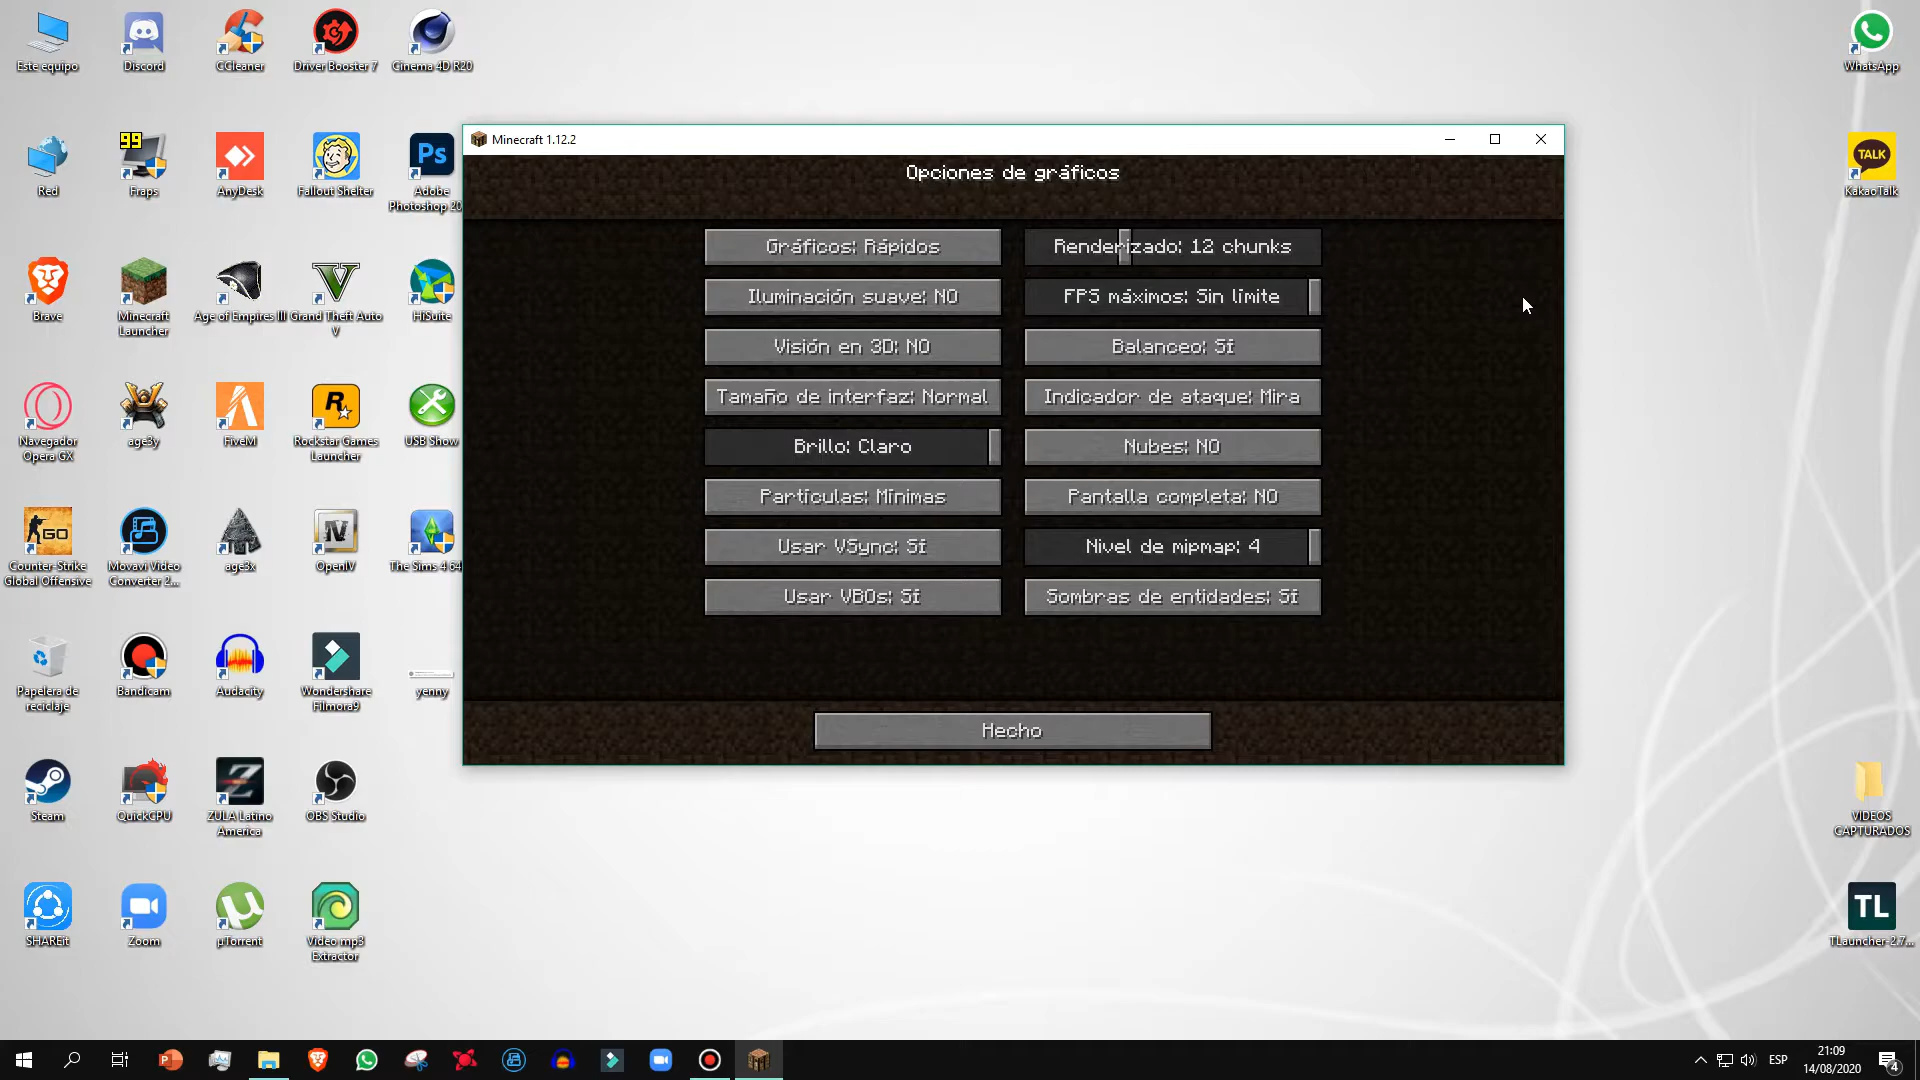 Este equipo
Discord
CCleaner
Driver Booster 7
Cinema 4D R20
WhatsApp
99
Red
Fraps
AnyDesk
Fallout Shelter
Ps
Adobe
Photoshop 20
TALK
KakaoTalk
Brave
Minecraft
Launcher
Age of Empires III
Grand Theft Auto
V
HiSuite
Navegador
Opera GX
age3y
FiveM
Rockstar Games
Launcher
USB Show
GO
Counter-Strike
Global Offensive
Movavi Video
Converter 2...
age3x
IV
OpenIV
The Sims 4 64
Papelera de
reciclaje
Bandicam
Audacity
Wondershare
Filmora9
yenny
Steam
QuickCPU
ZULA Latino
America
OBS Studio
VIDEOS
CAPTURADOS
SHAREit
Zoom
µTorrent
Video mp3
Extractor
TL
TLauncher-2.7...
Minecraft 1.12.2
Opciones de gráficos
Gráficos: Rápidos
Renderizado: 12 chunks
Iluminación suave: NO
FPS máximos: Sin límite
Visión en 3D: NO
Balanceo: Sí
Tamaño de interfaz: Normal
Indicador de ataque: Mira
Brillo: Claro
Nubes: NO
Partículas: Mínimas
Pantalla completa: NO
Usar VSync: Sí
Nivel de mipmap: 4
Usar VBOs: Sí
Sombras de entidades: Sí
Hecho
ESP
21:09
14/08/2020
4